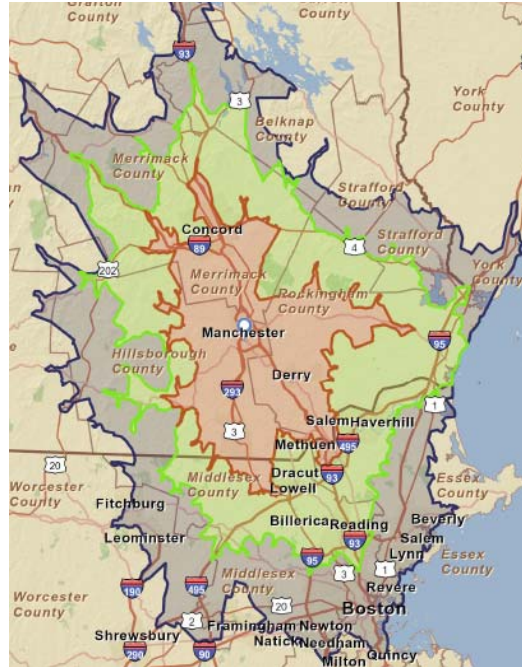 Grafton
County
93
3
Belknap
County
York
County
Merrimack
County
Strafford
County
Concord
89
4
Strafford
County
202
Merrimack
County
York
County
Rockingham
County
Manchester
95
Hillsborough
County
Derry
293
1
3
Salem
Haverhill
Methuen
495
20
Middlesex
County
Dracut
93
Lowell
Essex
County
Worcester
County
Fitchburg
Billerica
Reading
Beverly
Leominster
93
Salem
95
Lynn
Essex
County
190
495
Middlesex
County
3
1
Revere
Worcester
County
20
Boston
2
Framingham
Newton
Shrewsbury
Natick
Needham
290
90
Milton
Quincy